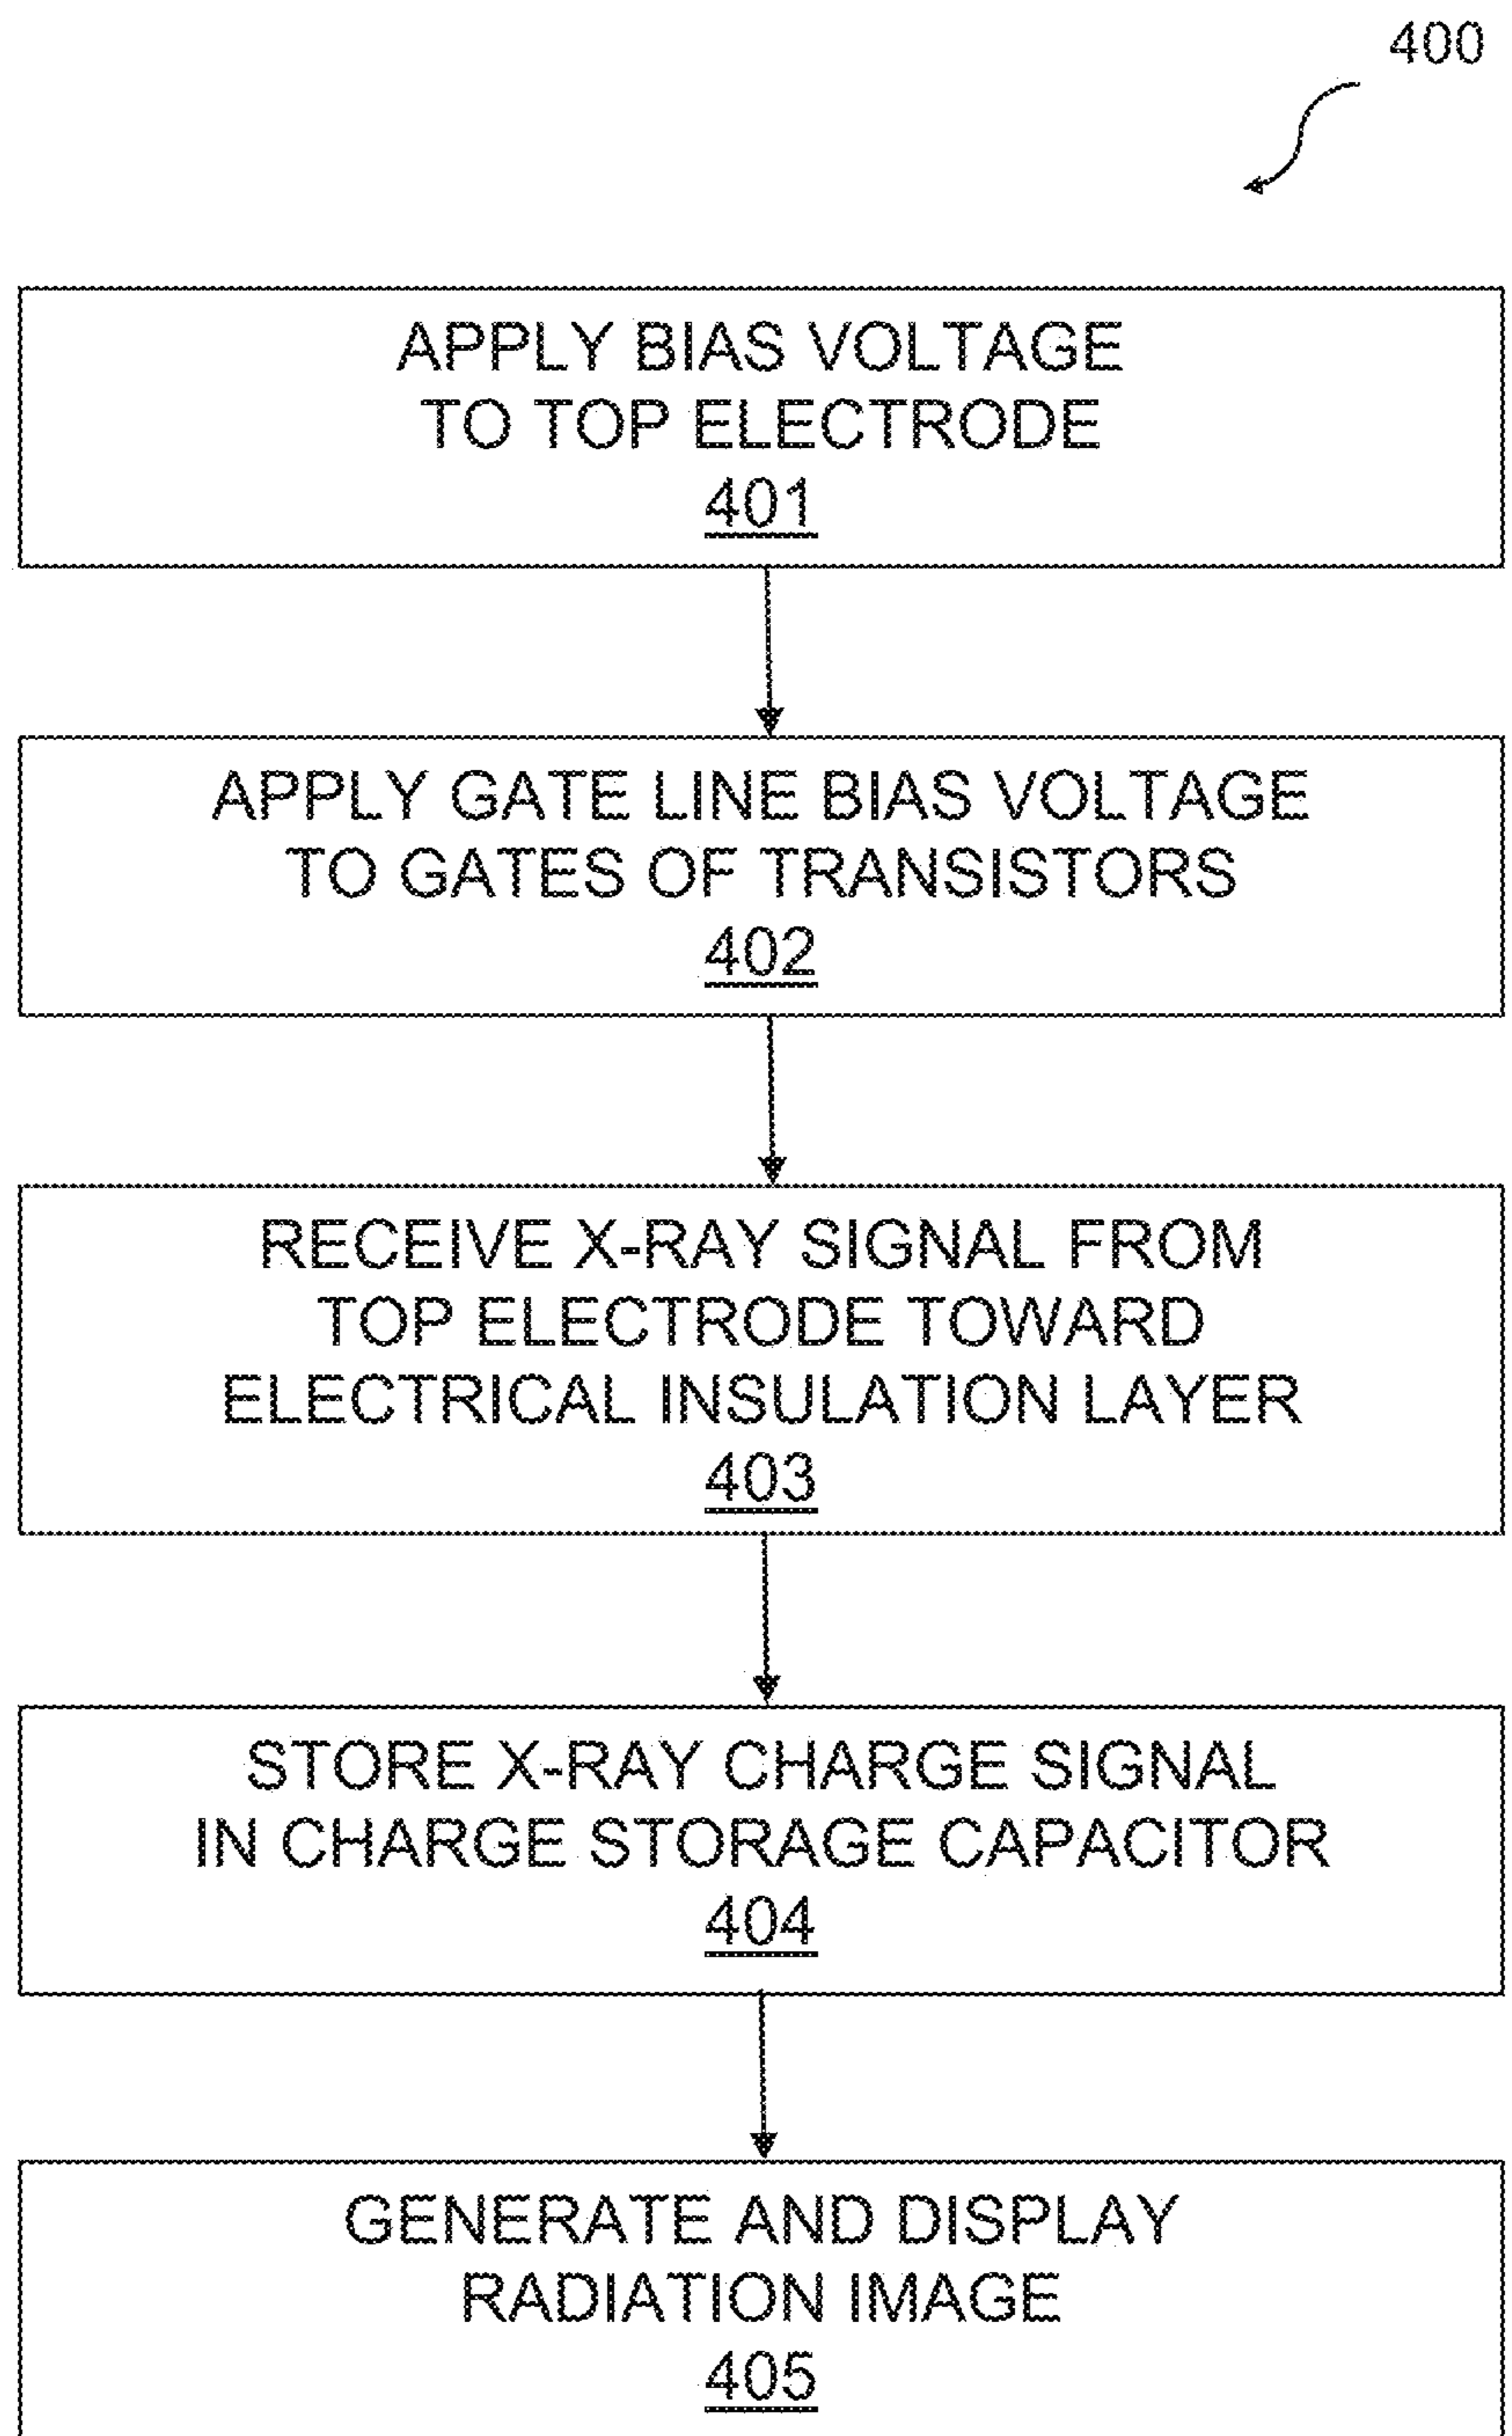 400
APPLY BIAS VOLTAGE
TO TOP ELECTRODE
401
APPLY GATE LINE BIAS VOLTAGE
TO GATES OF TRANSISTORS
402
RECEIVE X-RAY SIGNAL FROM
TOP ELECTRODE TOWARD
ELECTRICAL INSULATION LAYER
403
STORE X-RAY CHARGE SIGNAL
IN CHARGE STORAGE CAPACITOR
404
GENERATE AND DISPLAY
RADIATION IMAGE
405